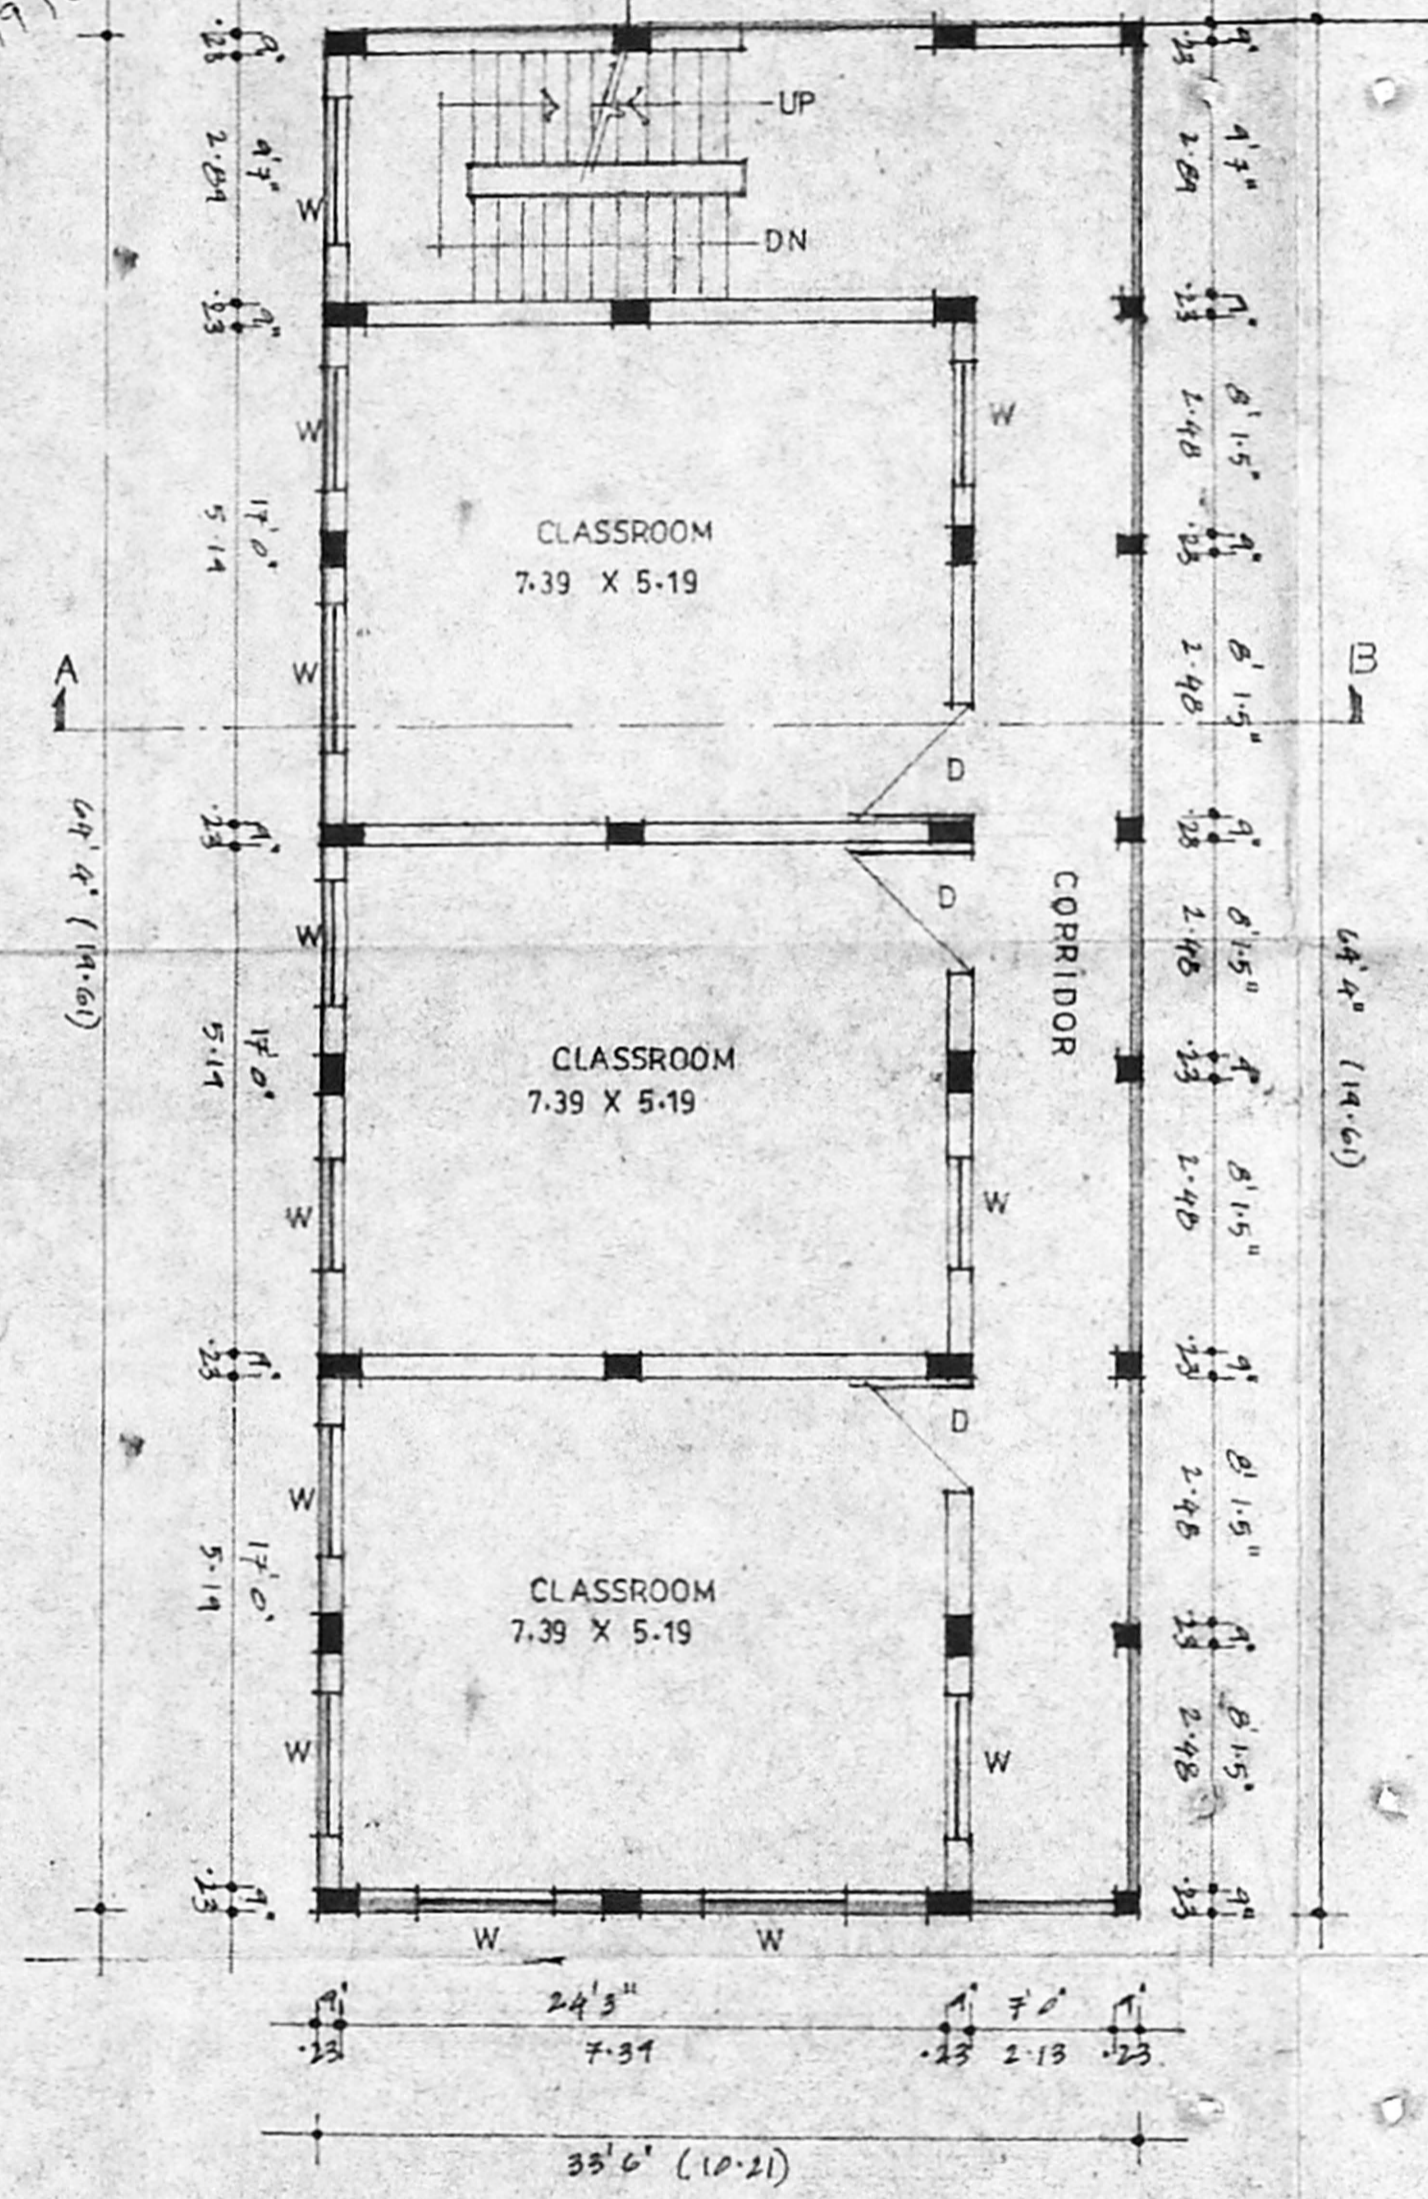 .23 9"
9" .23
UP
9'7" 2.89
9'7" 2.89
W
DN
.23 9"
9" .23
W
W
8' 1.5" 2.48
17' 0" 5.19
CLASSROOM
7.39 X 5.19
9" .23
A
B
W
8' 1.5" 2.48
D
.23 9"
9" .23
64' 4" (19.61)
D
W
CORRIDOR
8' 1.5" 2.48
64' 4" (19.61)
17' 0" 5.19
CLASSROOM
7.39 X 5.19
9" .23
W
W
8' 1.5" 2.48
.23 9"
9" .23
D
W
8' 1.5" 2.48
17' 0" 5.19
CLASSROOM
7.39 X 5.19
9" .23
W
W
8' 1.5" 2.48
.23 9"
9" .23
W W
9" 24'3" 9" 7'0" 9"
.23 7.39 .23 2.13 .23
33'6" (10.21)